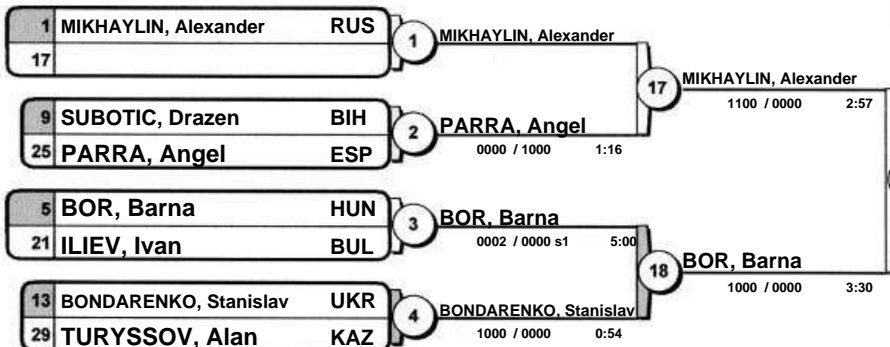 1 MIKHAYLIN, Alexander RUS
17
1
MIKHAYLIN, Alexander
9 SUBOTIC, Drazen BIH
25 PARRA, Angel ESP
2
PARRA, Angel
0000 / 1000 1:16
17
MIKHAYLIN, Alexander
1100 / 0000 2:57
5 BOR, Barna HUN
21 ILIEV, Ivan BUL
3
BOR, Barna
0002 / 0000 s1 5:00
13 BONDARENKO, Stanislav UKR
29 TURYSSOV, Alan KAZ
4
BONDARENKO, Stanislav
1000 / 0000 0:54
18
BOR, Barna
1000 / 0000 3:30